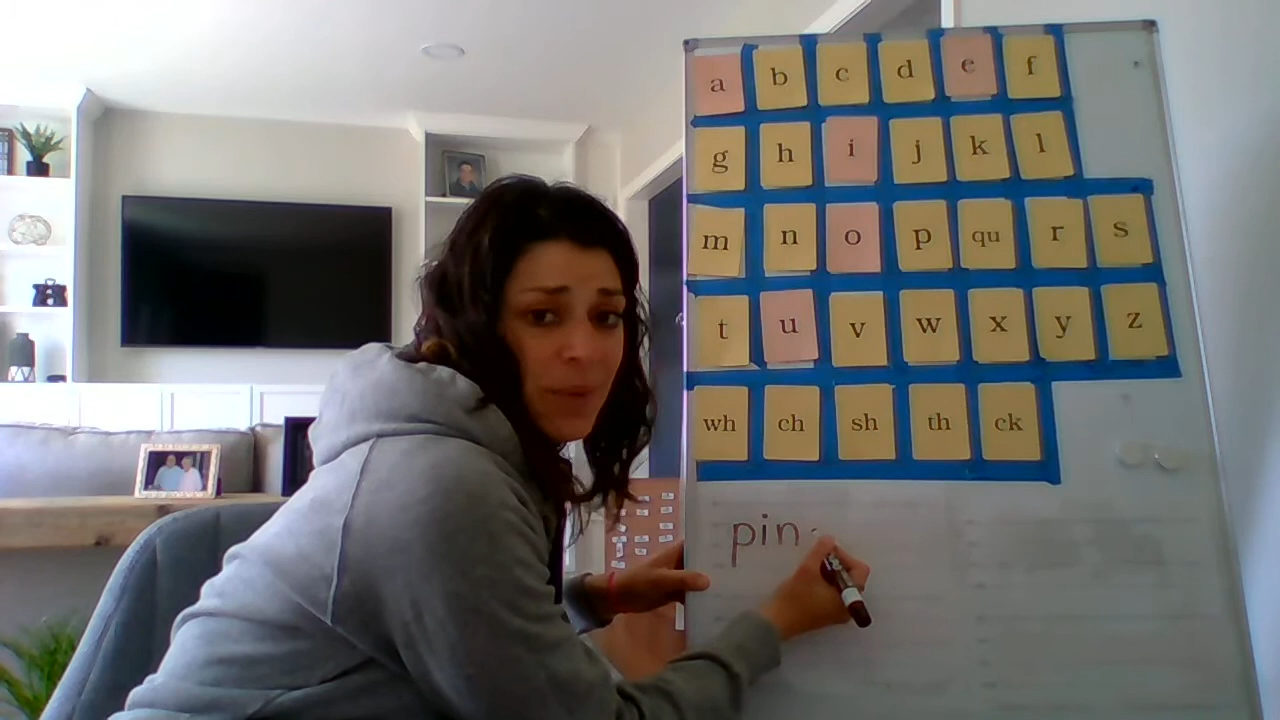 a b c d e f
g h i j k l
m n o p qu r s
t u v w x y z
wh ch sh th ck
pin